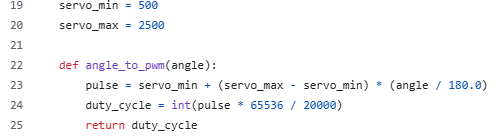 19 servo_min = 500
20 servo_max = 2500
21
22 def angle_to_pwm(angle):
23     pulse = servo_min + (servo_max - servo_min) * (angle / 180.0)
24     duty_cycle = int(pulse * 65536 / 20000)
25     return duty_cycle